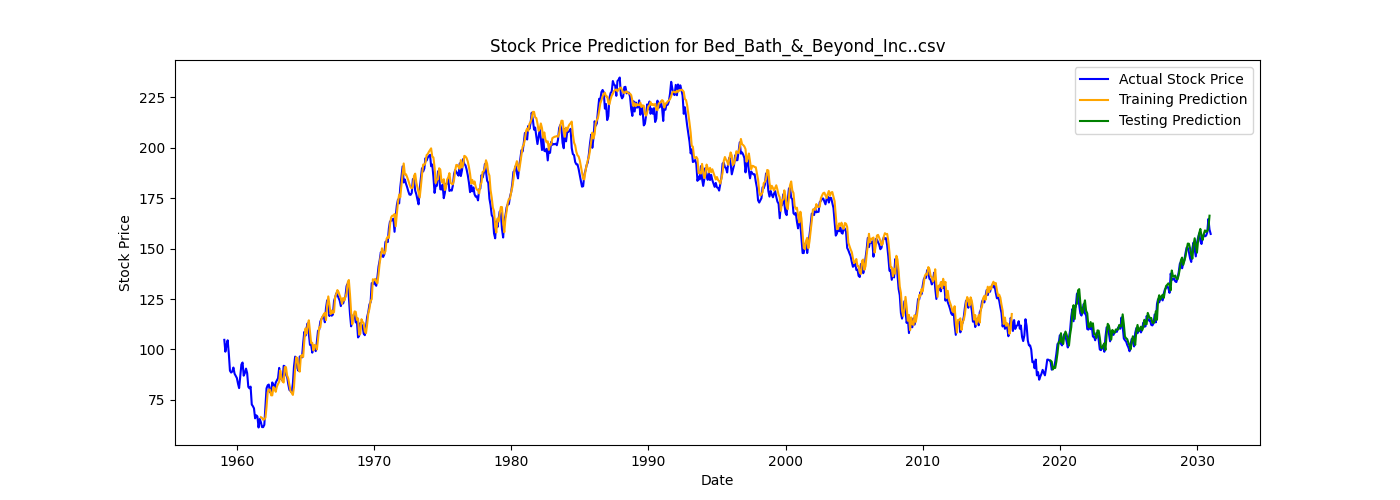 Stock Price Prediction for Bed_Bath_&_Beyond_Inc..csv
Actual Stock Price
Training Prediction
Testing Prediction
Stock Price
225
200
175
150
125
100
75
1960 1970 1980 1990 2000 2010 2020 2030
Date